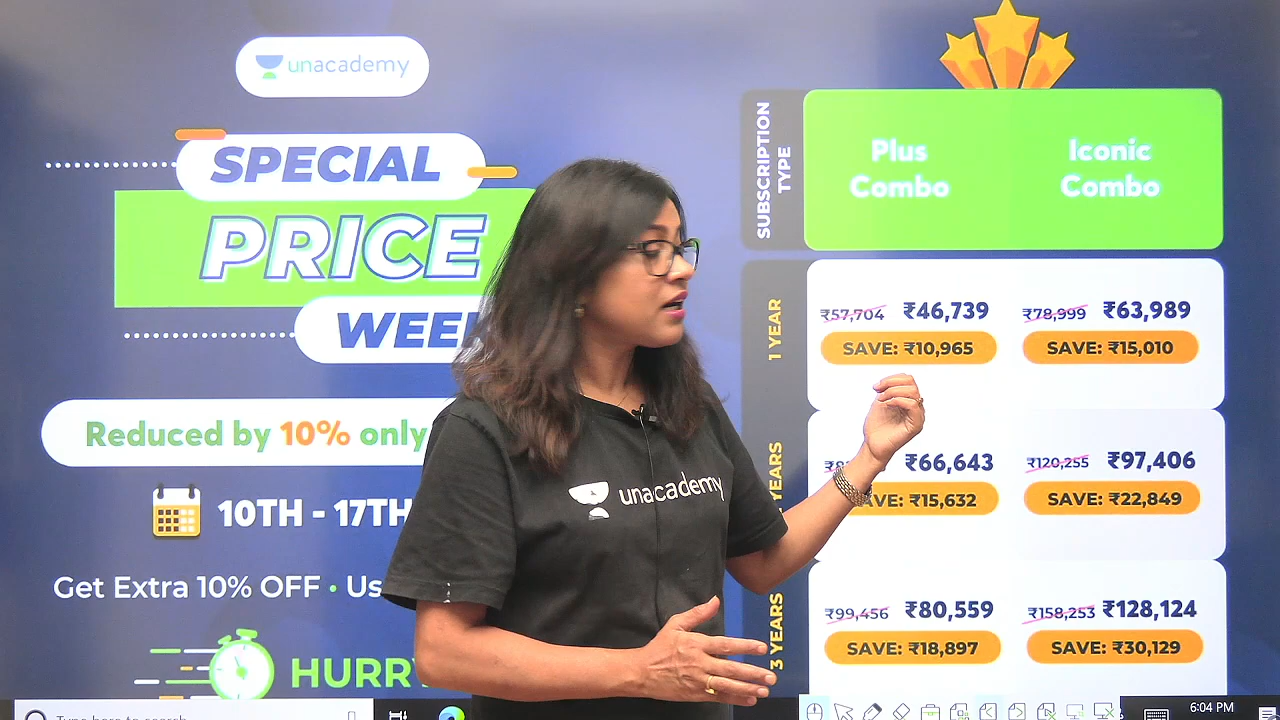 unacademy
SPECIAL
PRICE
Reduced by 10% only
10TH - 17TH
Get Extra 10% OFF •
unacademy
SUBSCRIPTION
TYPE
Plus
Combo
Iconic
Combo
1 YEAR
₹57,704 ₹46,739 ₹78,999 ₹63,989
SAVE: ₹10,965 SAVE: ₹15,010
YEARS
₹66,643 ₹120,255 ₹97,406
₹15,632 SAVE: ₹22,849
3 YEARS
₹99,456 ₹80,559 ₹158,253 ₹128,124
SAVE: ₹18,897 SAVE: ₹30,129
6:04 PM